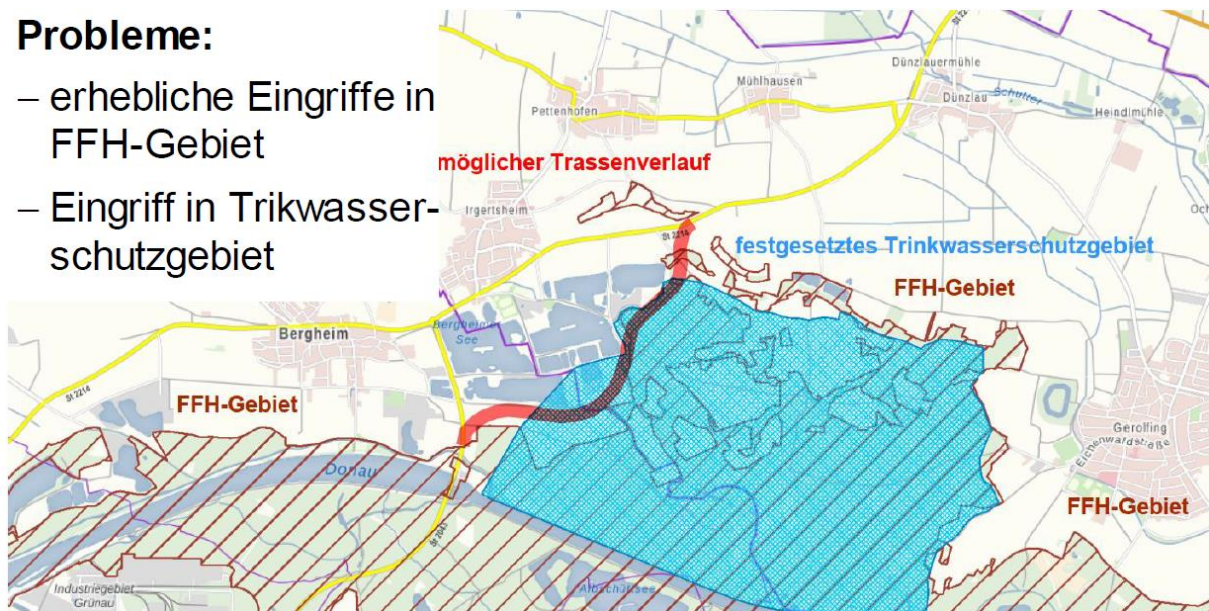 Probleme:
– erhebliche Eingriffe in
FFH-Gebiet
– Eingriff in Trikwasser-
schutzgebiet
Dünzlauermühle
Mühlhausen
Dünzlau
Schutter
Heindlmühle
Pettenhofen
möglicher Trassenverlauf
Irgertsheim
St 2214
festgesetztes Trinkwasserschutzgebiet
FFH-Gebiet
Bergheim
Bergheimer
See
St 2214
FFH-Gebiet
Gerolfing
Eichenwaldstraße
Donau
FFH-Gebiet
St 2043
Industriegebiet
Grünau